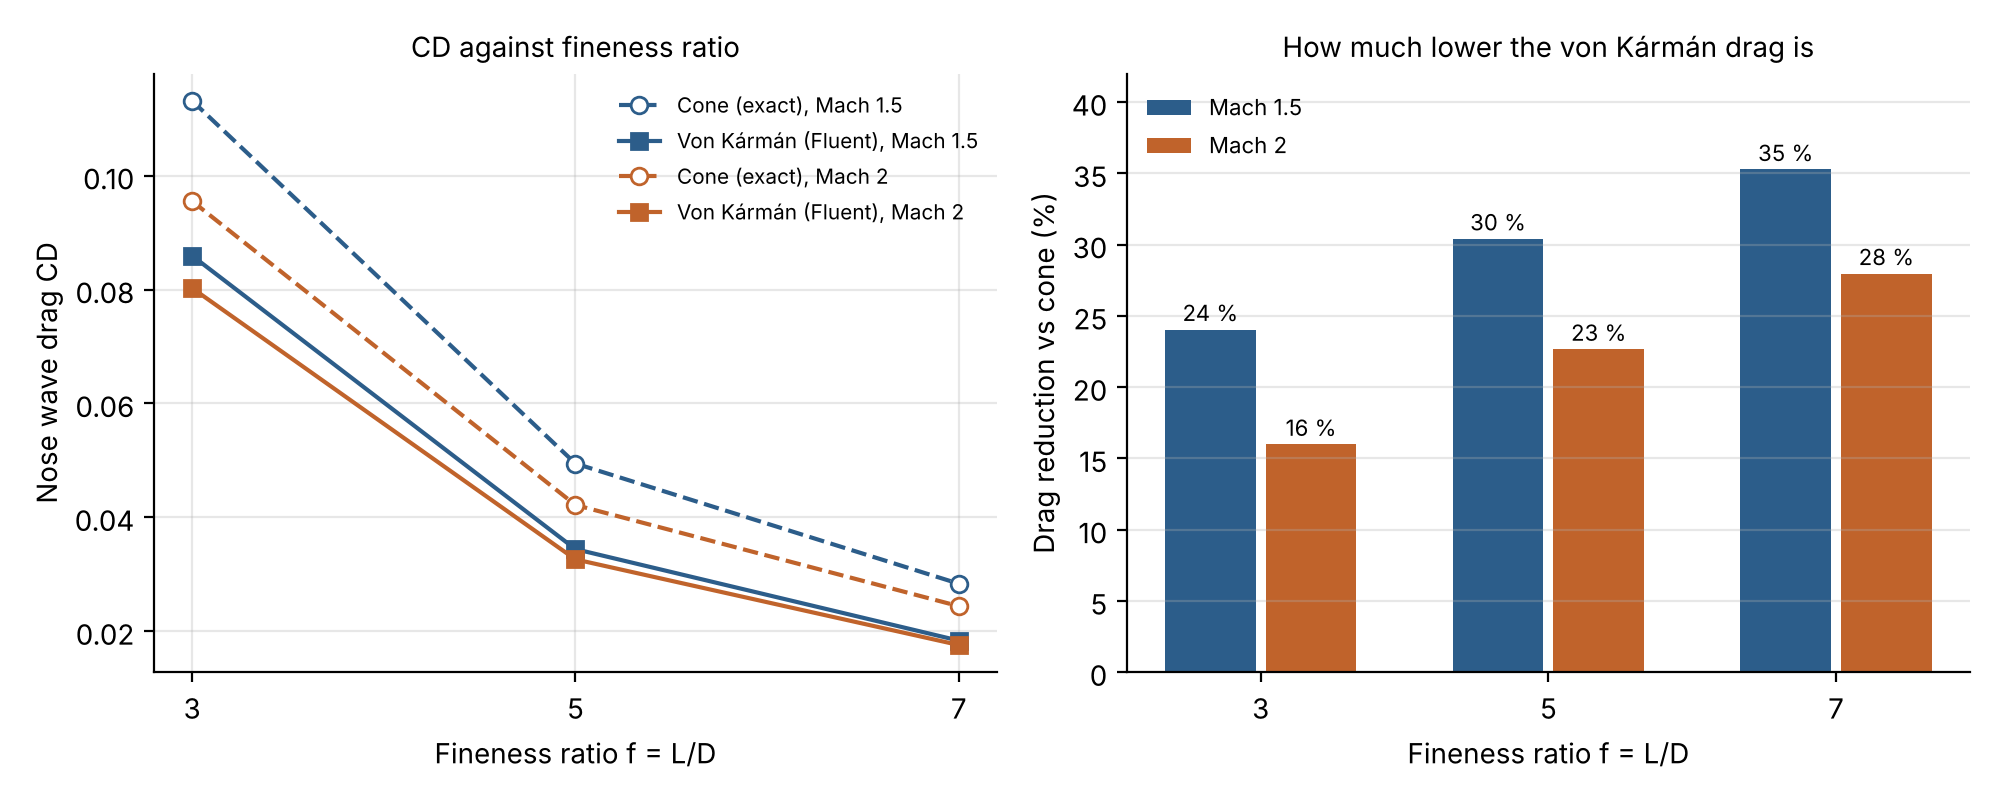 CD against fineness ratio
Nose wave drag CD
0.10
0.08
0.06
0.04
0.02
3
5
7
Fineness ratio f = L/D
Cone (exact), Mach 1.5
Von Kármán (Fluent), Mach 1.5
Cone (exact), Mach 2
Von Kármán (Fluent), Mach 2
How much lower the von Kármán drag is
Drag reduction vs cone (%)
40
35
30
25
20
15
10
5
0
Mach 1.5
Mach 2
24 %
16 %
30 %
23 %
35 %
28 %
3
5
7
Fineness ratio f = L/D